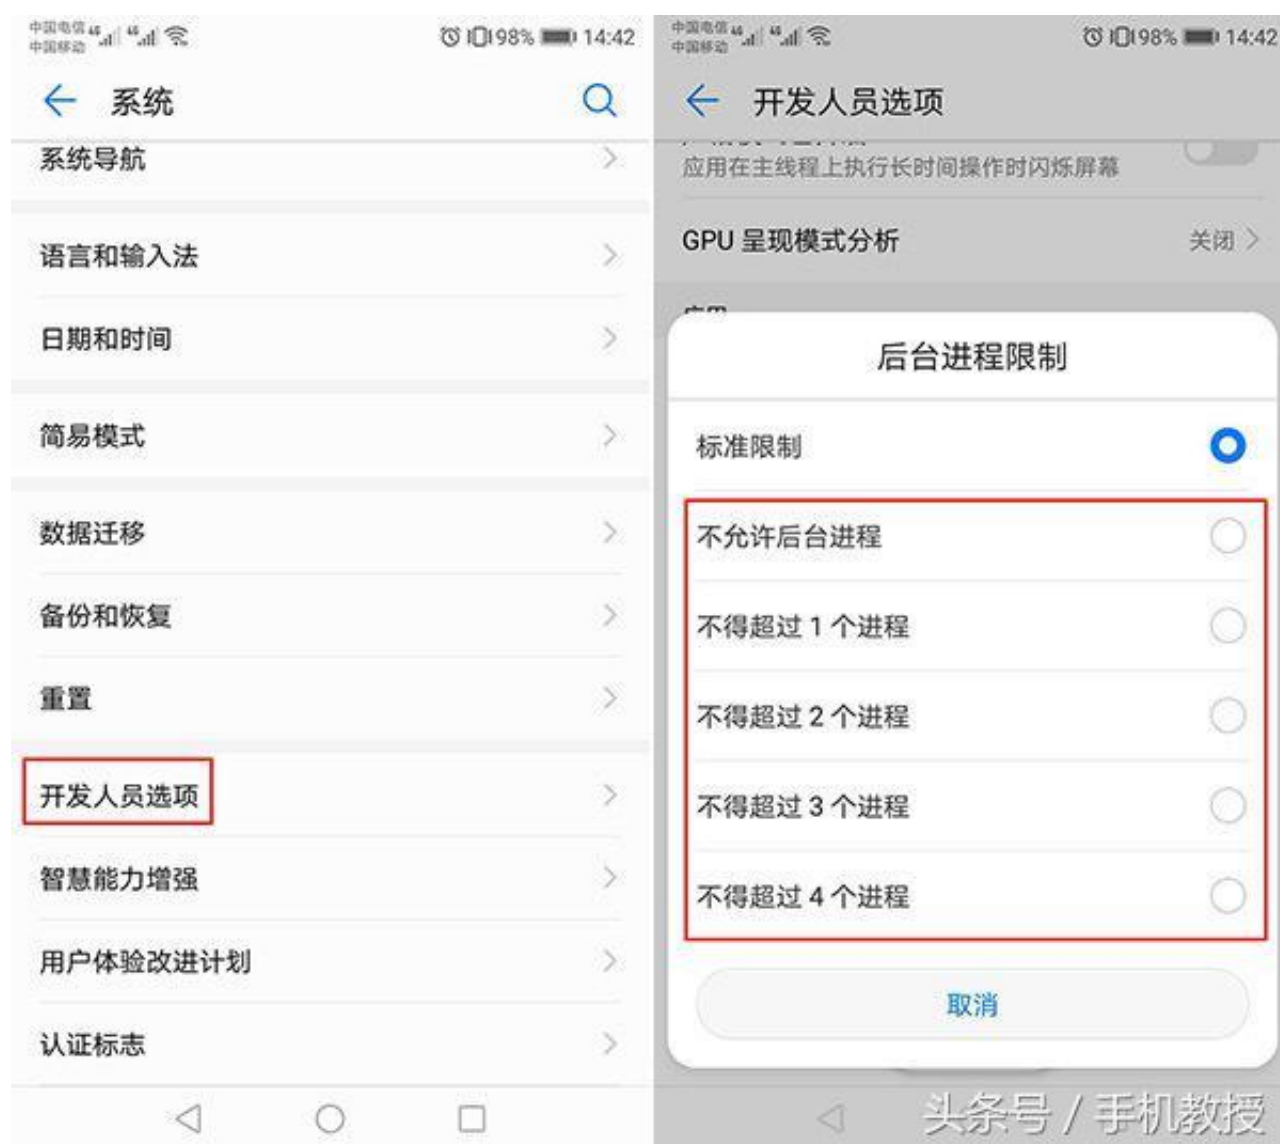 中国电信
中国移动
98% 14:42
系统
系统导航
语言和输入法
日期和时间
简易模式
数据迁移
备份和恢复
重置
开发人员选项
智慧能力增强
用户体验改进计划
认证标志
中国电信
中国移动
98% 14:42
开发人员选项
应用在主线程上执行长时间操作时闪烁屏幕
GPU 呈现模式分析 关闭
后台进程限制
标准限制
不允许后台进程
不得超过 1 个进程
不得超过 2 个进程
不得超过 3 个进程
不得超过 4 个进程
取消
头条号 / 手机教授